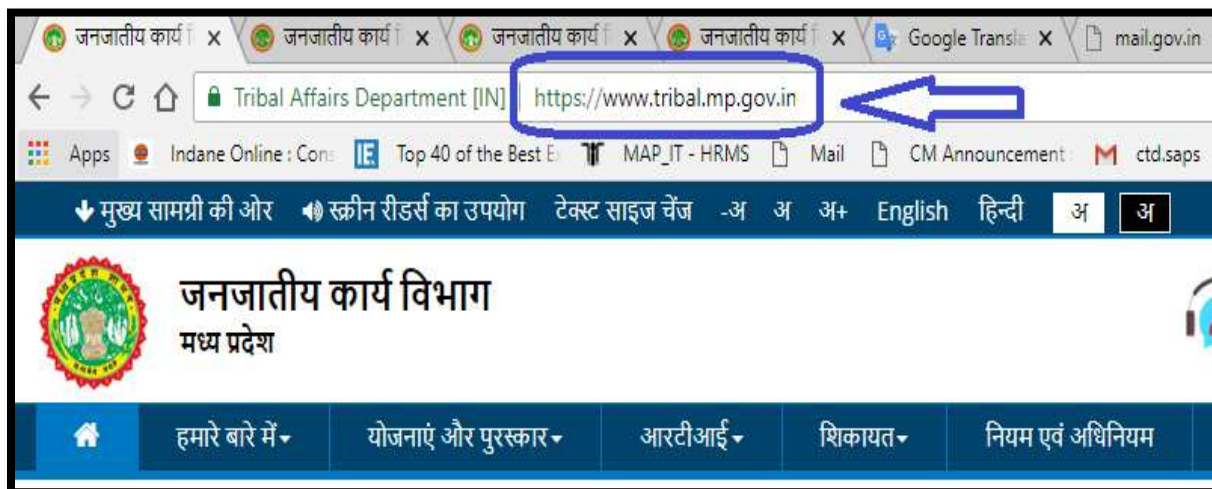 जनजातीय कार्य जनजातीय कार्य जनजातीय कार्य जनजातीय कार्य Google Transla mail.gov.in
Tribal Affairs Department [IN] https://www.tribal.mp.gov.in
Apps Indane Online : Con IE Top 40 of the Best E MAP_IT - HRMS Mail CM Announcement : M ctd.saps
मुख्य सामग्री की ओर स्क्रीन रीडर्स का उपयोग टेक्स्ट साइज चेंज -अ अ अ+ English हिन्दी अ अ
जनजातीय कार्य विभाग
मध्य प्रदेश
हमारे बारे में योजनाएं और पुरस्कार आरटीआई शिकायत नियम एवं अधिनियम